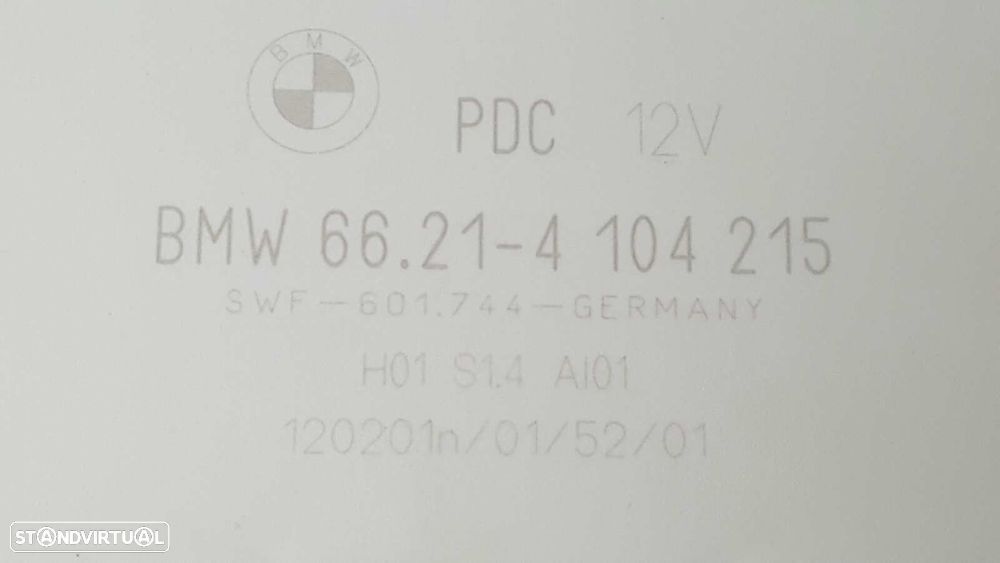 BMW
PDC 12V
BMW 66.21-4 104 215
SWF-601.744-GERMANY
H01 S1.4 AI01
120201n/01/52/01
STANDVIRTUAL